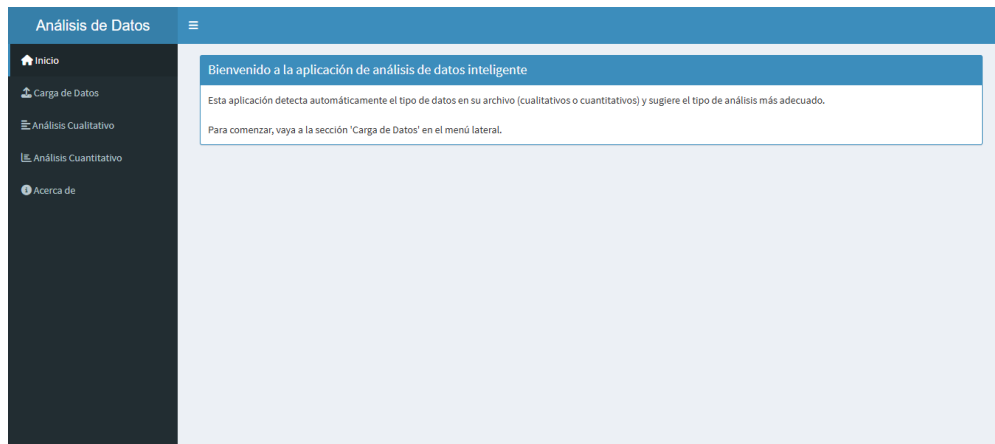 Análisis de Datos
Inicio
Carga de Datos
Análisis Cualitativo
Análisis Cuantitativo
Acerca de
Bienvenido a la aplicación de análisis de datos inteligente
Esta aplicación detecta automáticamente el tipo de datos en su archivo (cualitativos o cuantitativos) y sugiere el tipo de análisis más adecuado.
Para comenzar, vaya a la sección 'Carga de Datos' en el menú lateral.